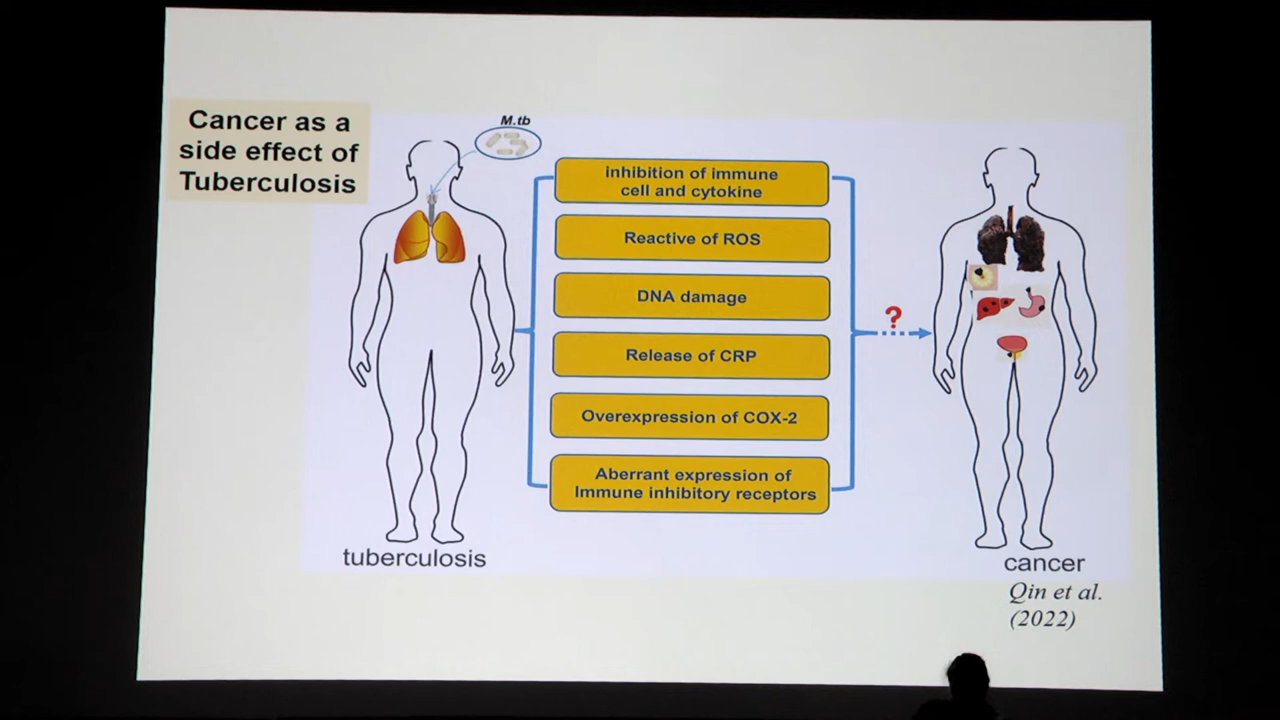 Cancer as a
side effect of
Tuberculosis
M.tb
Inhibition of immune
cell and cytokine
Reactive of ROS
DNA damage
Release of CRP
Overexpression of COX-2
Aberrant expression of
Immune inhibitory receptors
?
tuberculosis
cancer
Qin et al.
(2022)